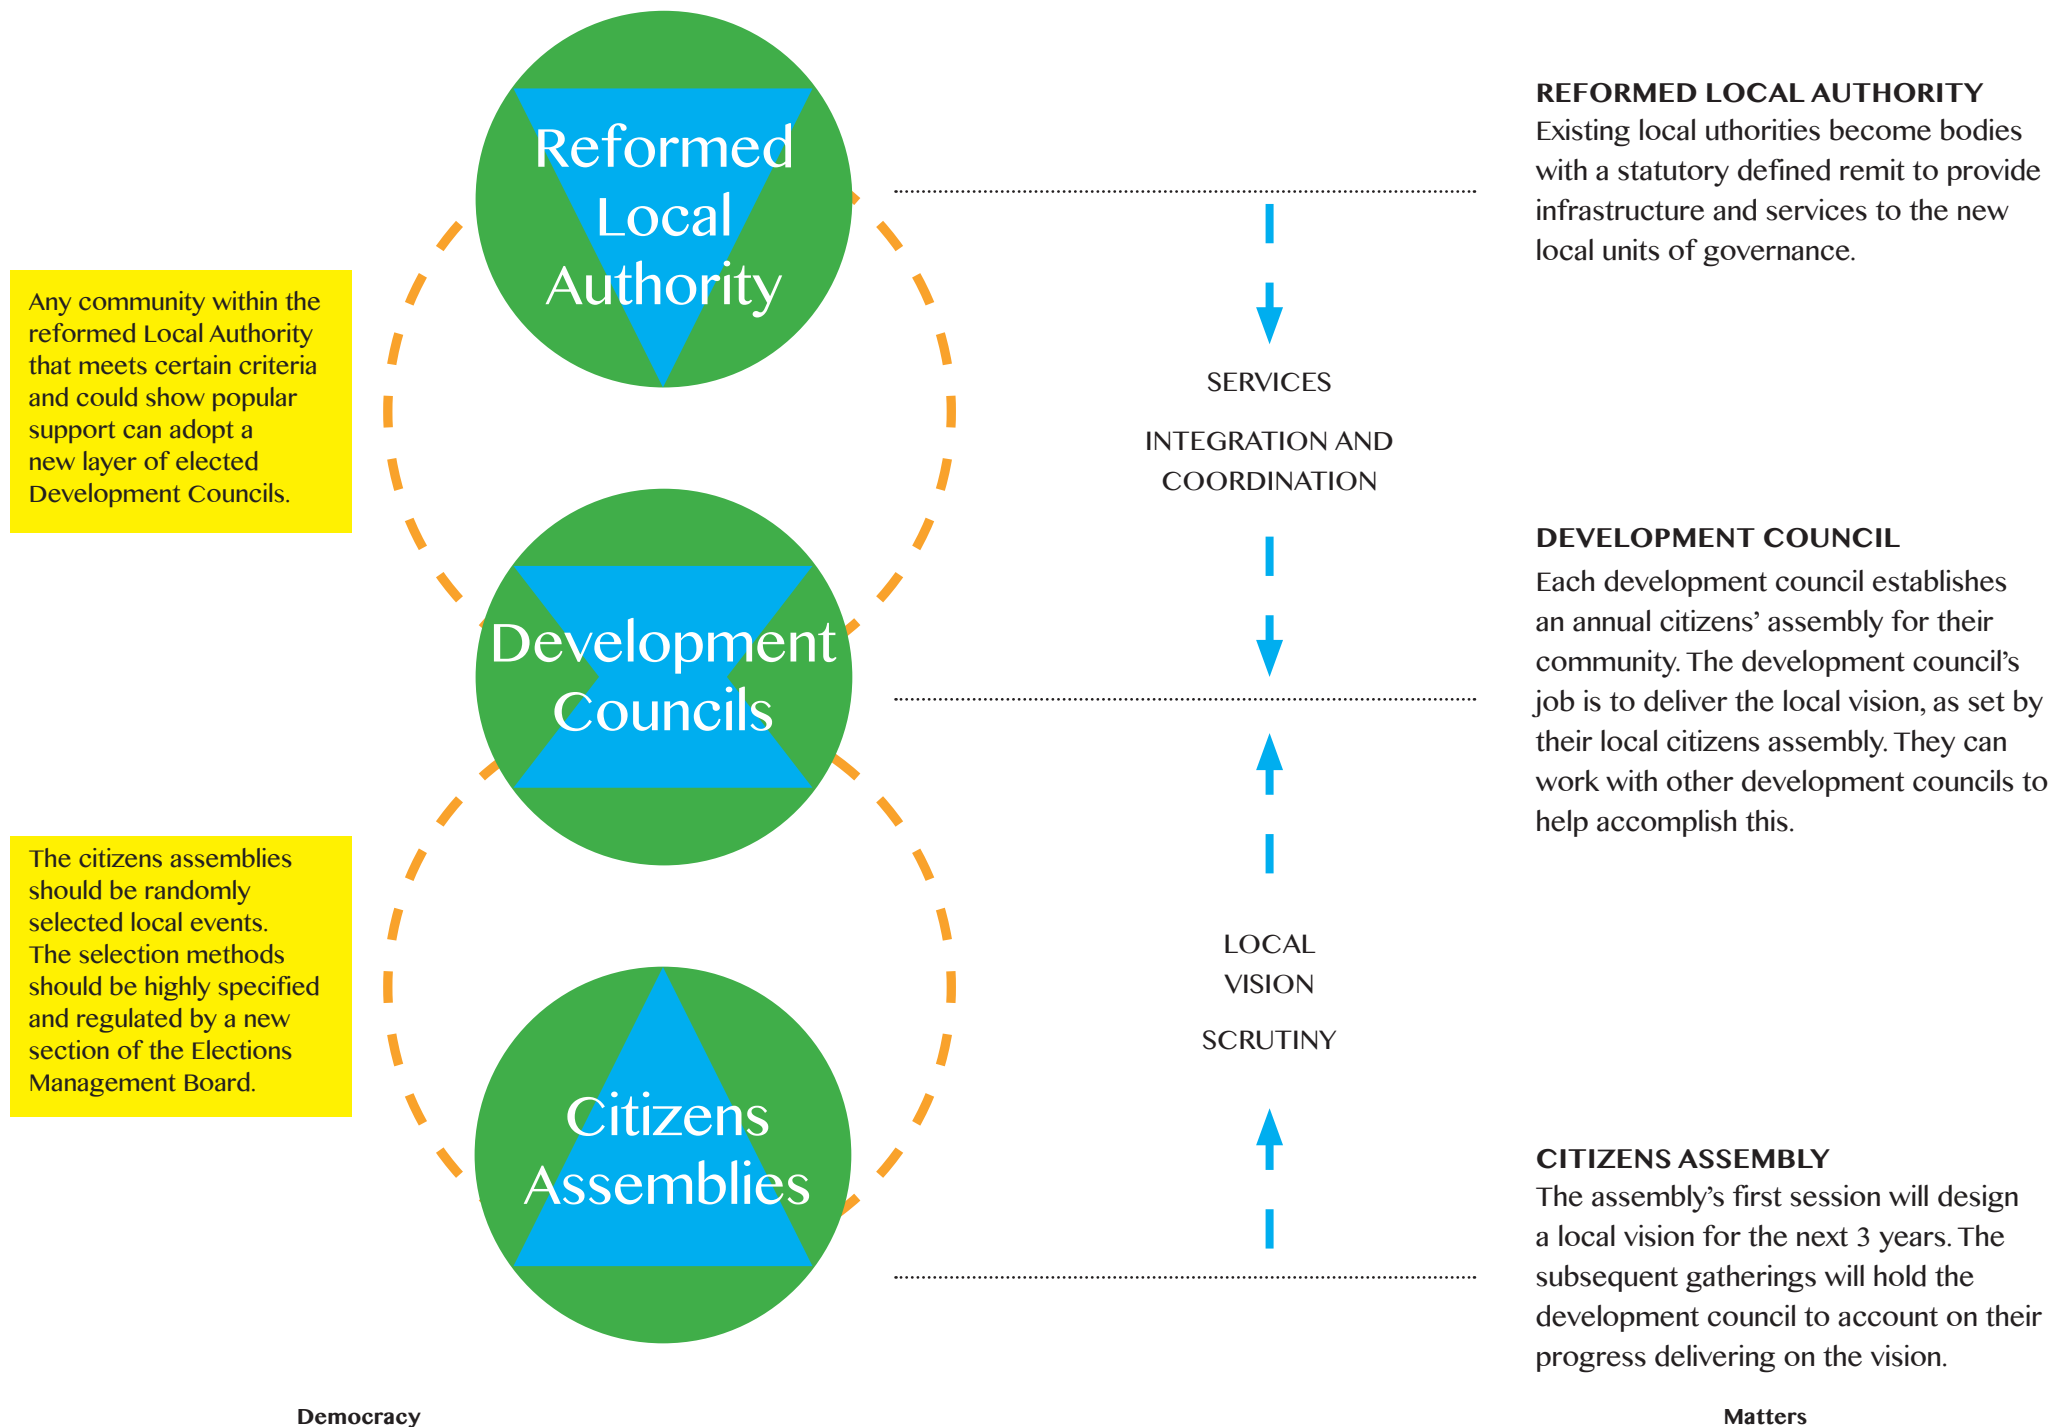 Reformed
Local
Authority
Any community within the
reformed Local Authority
that meets certain criteria
and could show popular
support can adopt a
new layer of elected
Development Councils.
Development
Councils
The citizens assemblies
should be randomly
selected local events.
The selection methods
should be highly specified
and regulated by a new
section of the Elections
Management Board.
Citizens
Assemblies
SERVICES
INTEGRATION AND
COORDINATION
LOCAL
VISION
SCRUTINY
REFORMED LOCAL AUTHORITY
Existing local uthorities become bodies
with a statutory defined remit to provide
infrastructure and services to the new
local units of governance.
DEVELOPMENT COUNCIL
Each development council establishes
an annual citizens’ assembly for their
community. The development council’s
job is to deliver the local vision, as set by
their local citizens assembly. They can
work with other development councils to
help accomplish this.
CITIZENS ASSEMBLY
The assembly’s first session will design
a local vision for the next 3 years. The
subsequent gatherings will hold the
development council to account on their
progress delivering on the vision.
Democracy
Matters